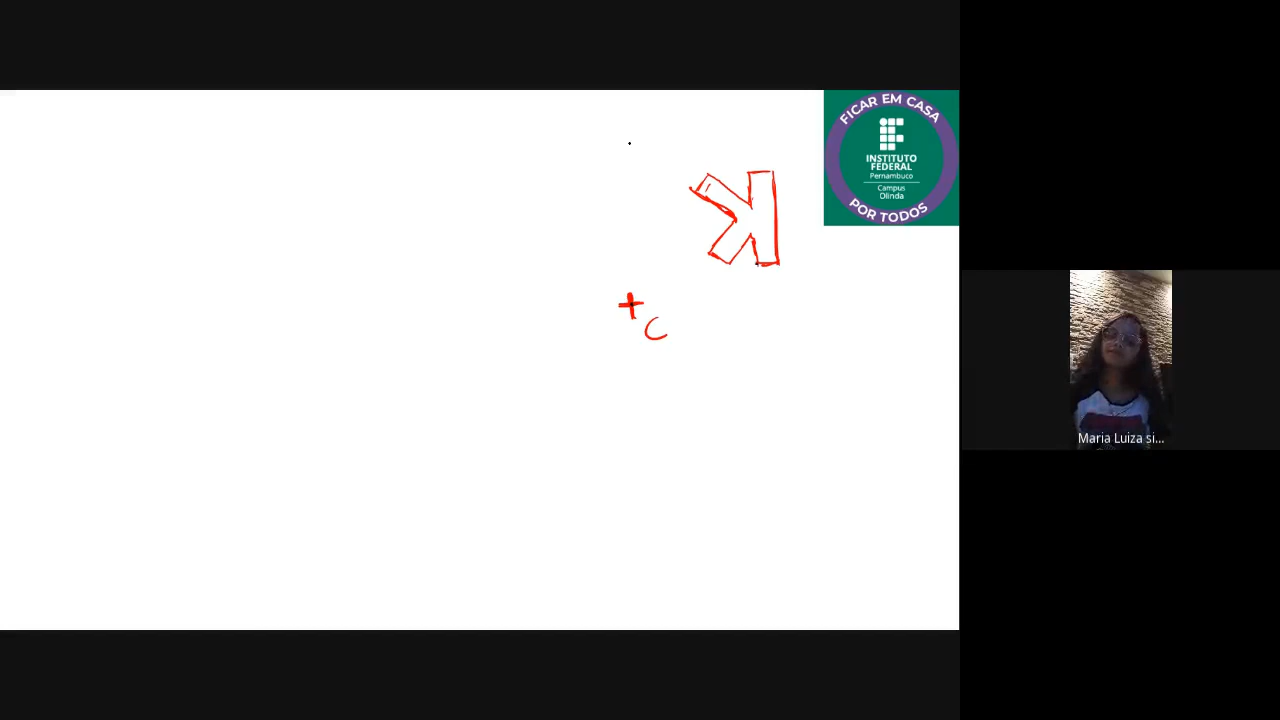 FICAR EM CASA
INSTITUTO
FEDERAL
Pernambuco
Campus
Olinda
POR TODOS
+
C
Maria Luiza si...